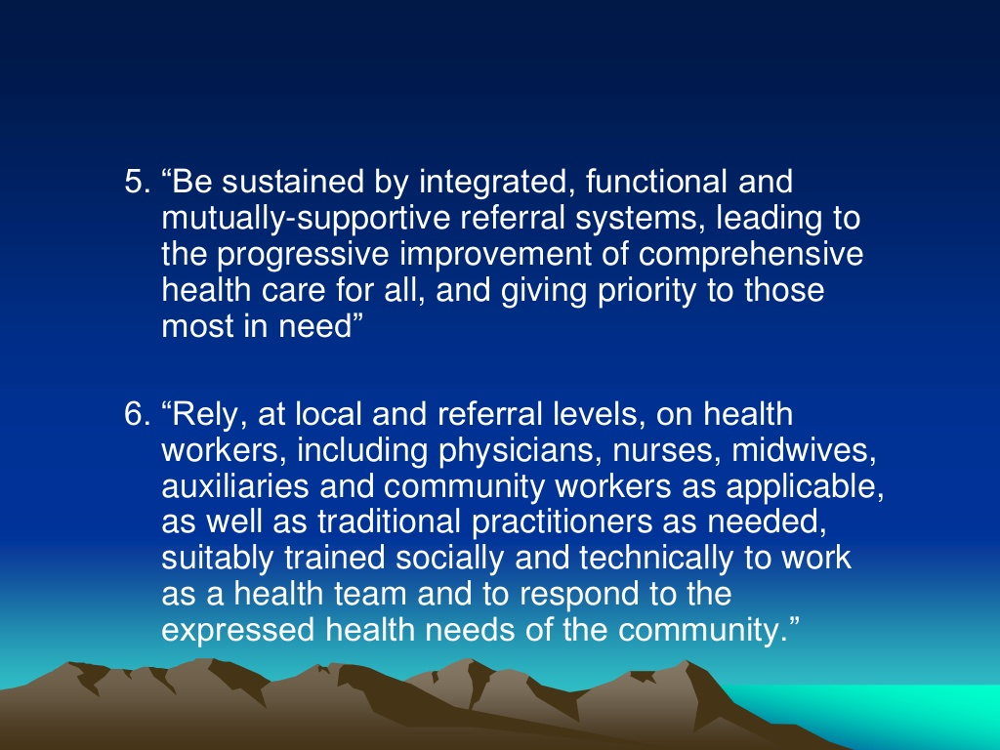 5. “Be sustained by integrated, functional and
mutually-supportive referral systems, leading to
the progressive improvement of comprehensive
health care for all, and giving priority to those
most in need”
6. “Rely, at local and referral levels, on health
workers, including physicians, nurses, midwives,
auxiliaries and community workers as applicable,
as well as traditional practitioners as needed,
suitably trained socially and technically to work
as a health team and to respond to the
expressed health needs of the community.”